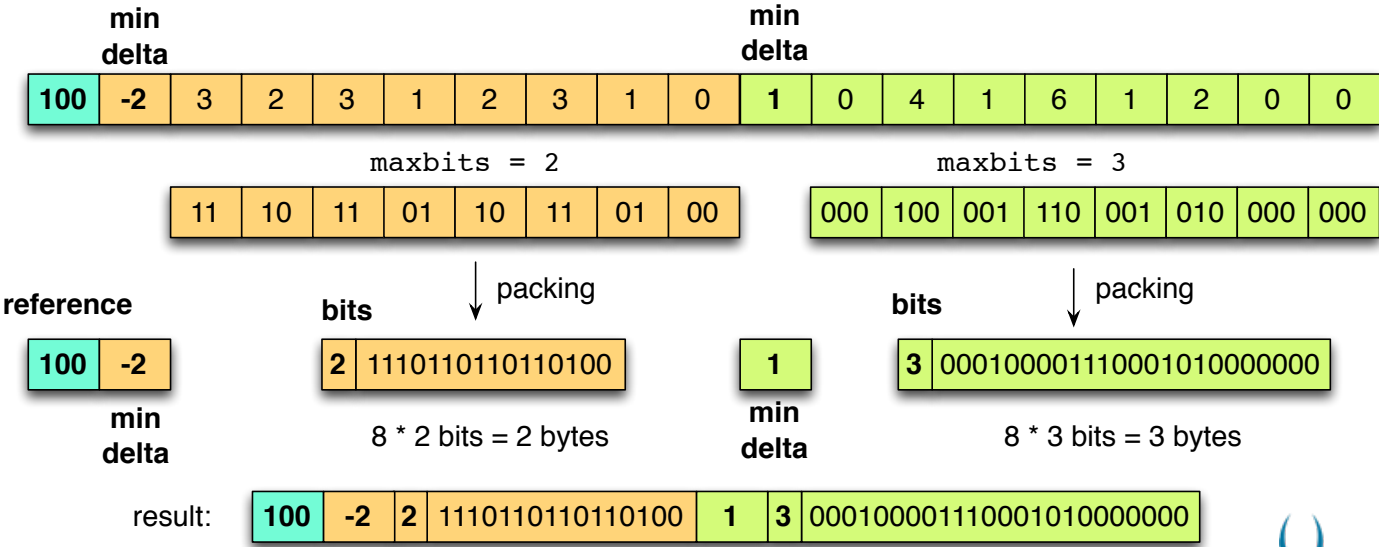 min min
delta delta
100 -2 3 2 3 1 2 3 1 0 1 0 4 1 6 1 2 0 0
maxbits = 2 maxbits = 3
11 10 11 01 10 11 01 00 000 100 001 110 001 010 000 000
packing packing
reference bits bits
100 -2 2 1110110110110100 1 3 000100001110001010000000
min min
delta delta
8 * 2 bits = 2 bytes 8 * 3 bits = 3 bytes
result: 100 -2 2 1110110110110100 1 3 000100001110001010000000